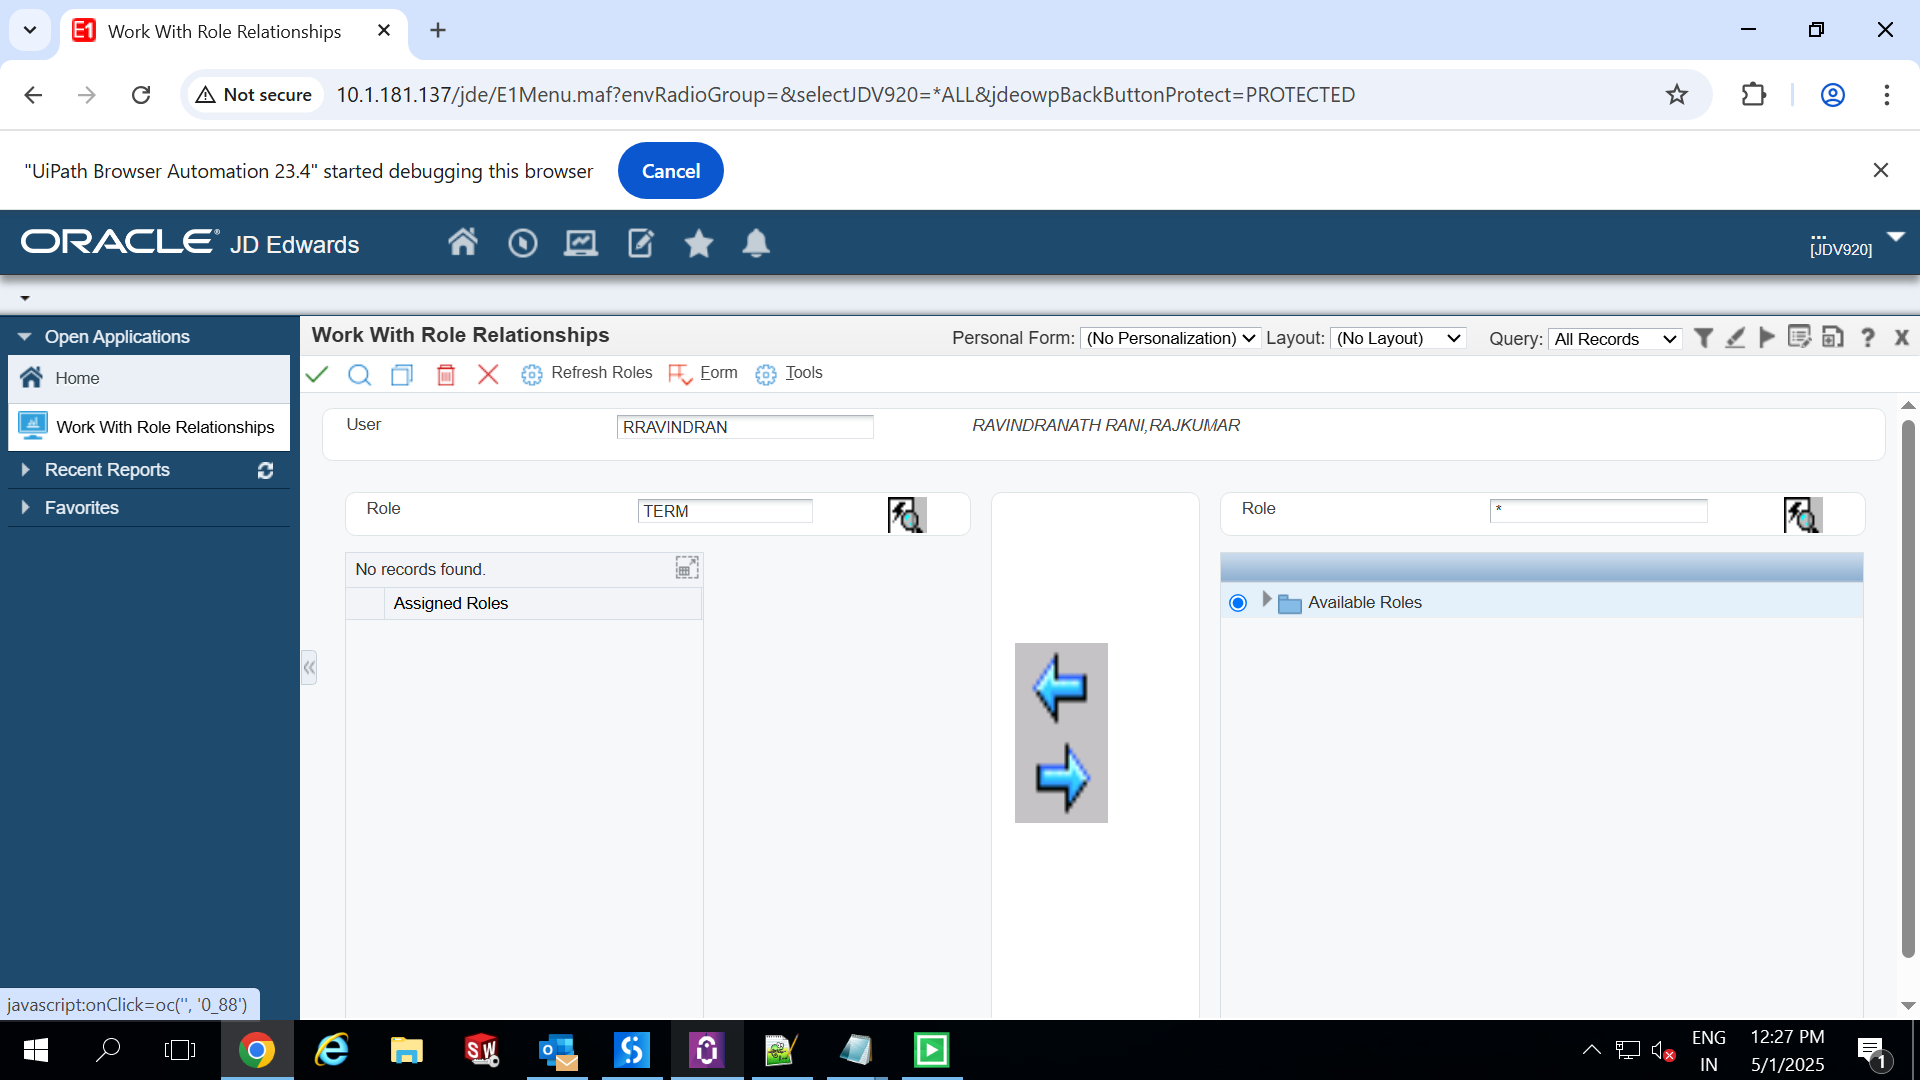 Work With Role Relationships
Not secure
10.1.181.137/jde/E1Menu.maf?envRadioGroup=&selectJDV920=*ALL&jdeowpBackButtonProtect=PROTECTED
"UiPath Browser Automation 23.4" started debugging this browser
Cancel
ORACLE® JD Edwards
...
[JDV920]
Open Applications
Home
Work With Role Relationships
Recent Reports
Favorites
Work With Role Relationships
Personal Form: (No Personalization) Layout: (No Layout) Query: All Records
Refresh Roles Form Tools
User RRAVINDRAN RAVINDRANATH RANI,RAJKUMAR
Role TERM
Role *
No records found.
Assigned Roles
Available Roles
javascript:onClick=oc('', '0_88')
ENG
IN
12:27 PM
5/1/2025
1